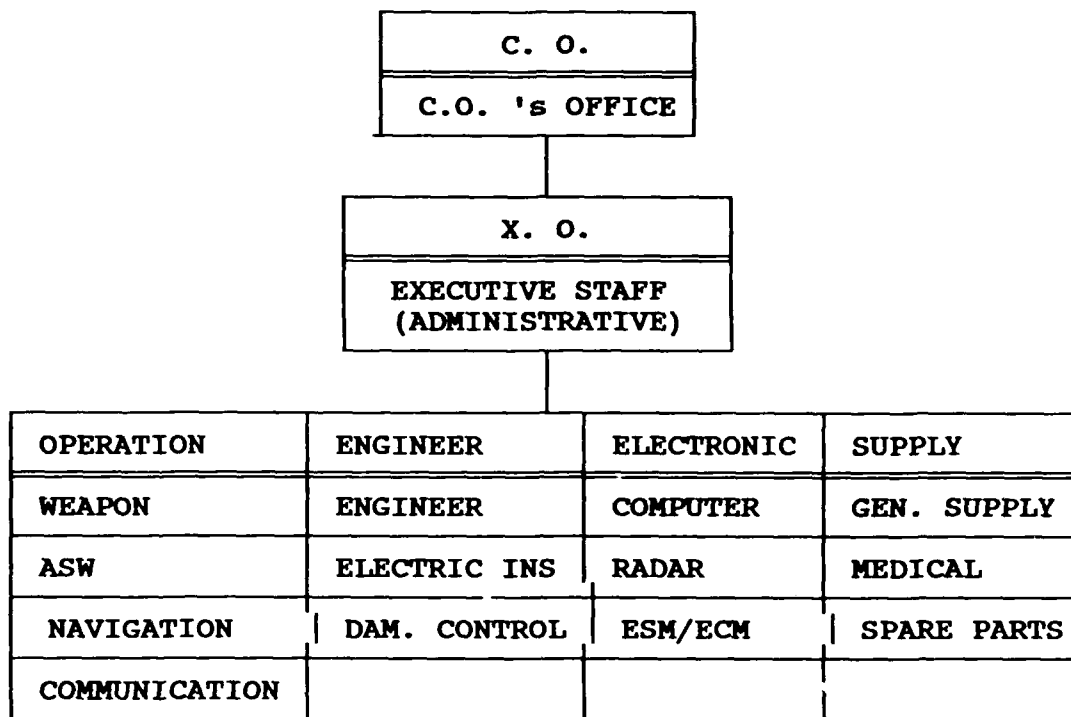 C. O.
C.O. 's OFFICE
X. O.
EXECUTIVE STAFF
(ADMINISTRATIVE)
OPERATION ENGINEER ELECTRONIC SUPPLY
WEAPON ENGINEER COMPUTER GEN. SUPPLY
ASW ELECTRIC INS RADAR MEDICAL
NAVIGATION DAM. CONTROL ESM/ECM SPARE PARTS
COMMUNICATION